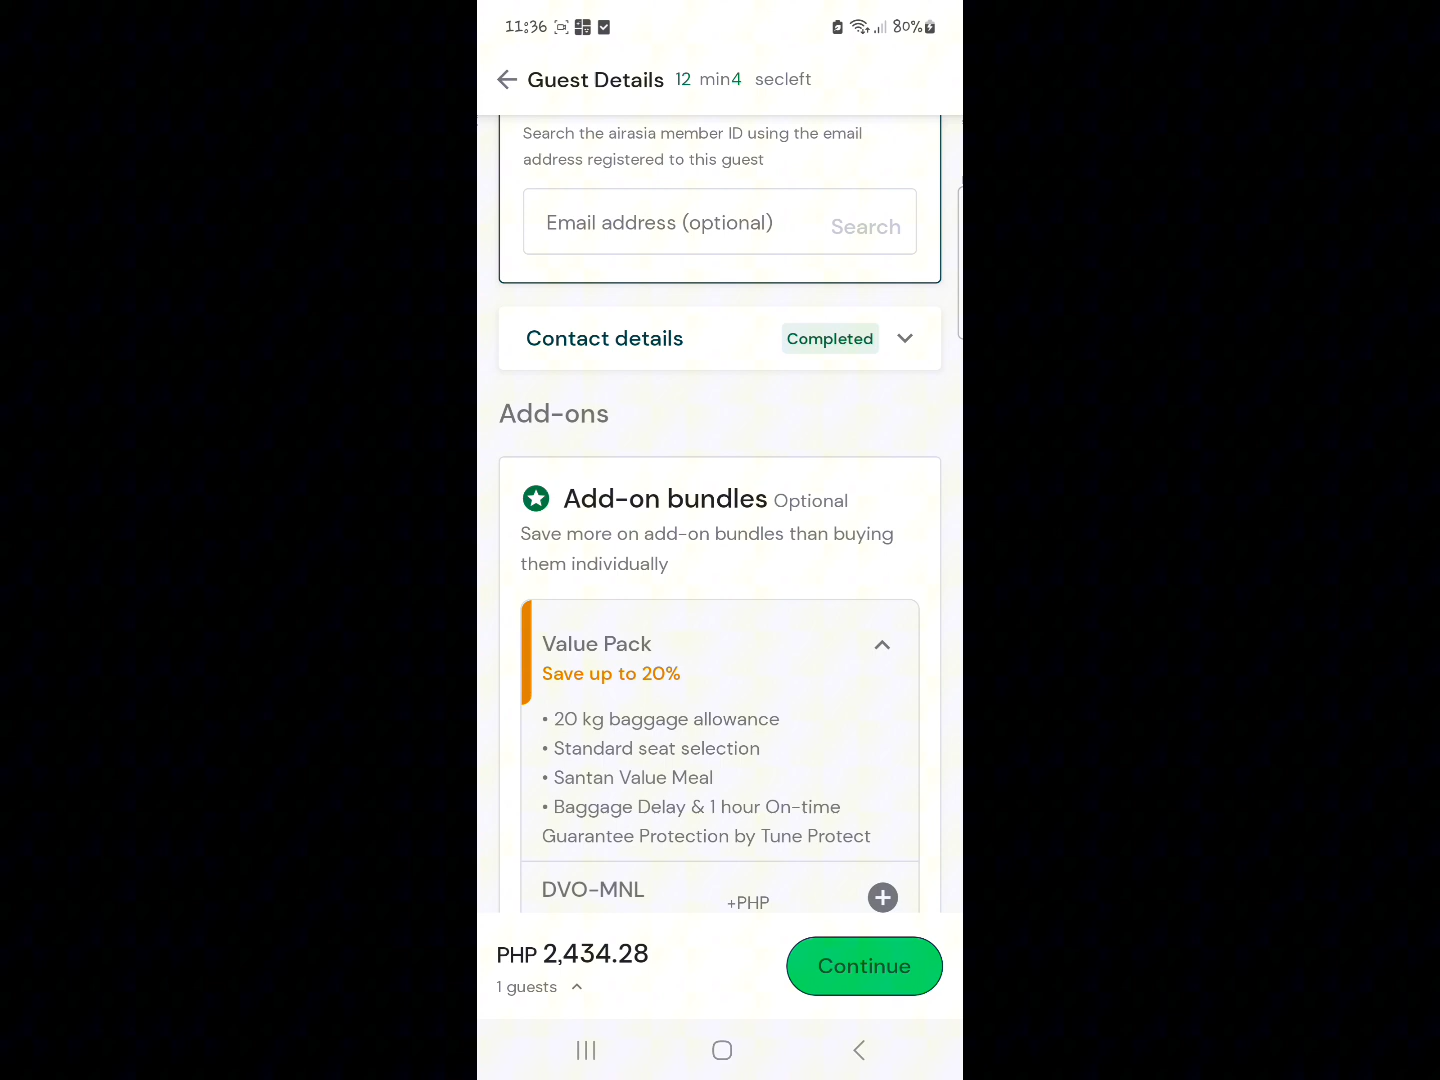 11:36 80%
Guest Details 12 min4 secleft
Search the airasia member ID using the email
address registered to this guest
Email address (optional) Search
Contact details Completed
Add-ons
Add-on bundles Optional
Save more on add-on bundles than buying
them individually
Value Pack
Save up to 20%
• 20 kg baggage allowance
• Standard seat selection
• Santan Value Meal
• Baggage Delay & 1 hour On-time
Guarantee Protection by Tune Protect
DVO-MNL
+PHP
PHP 2,434.28
Continue
1 guests